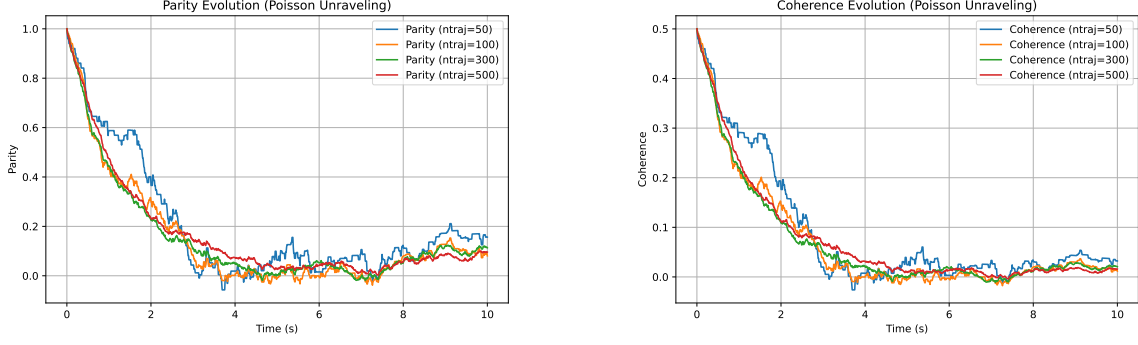 Parity Evolution (Poisson Unraveling)
Parity (ntraj=50)
Parity (ntraj=100)
Parity (ntraj=300)
Parity (ntraj=500)
1.0
0.8
0.6
0.4
0.2
0.0
Parity
0 2 4 6 8 10
Time (s)
Coherence Evolution (Poisson Unraveling)
Coherence (ntraj=50)
Coherence (ntraj=100)
Coherence (ntraj=300)
Coherence (ntraj=500)
0.5
0.4
0.3
0.2
0.1
0.0
Coherence
0 2 4 6 8 10
Time (s)